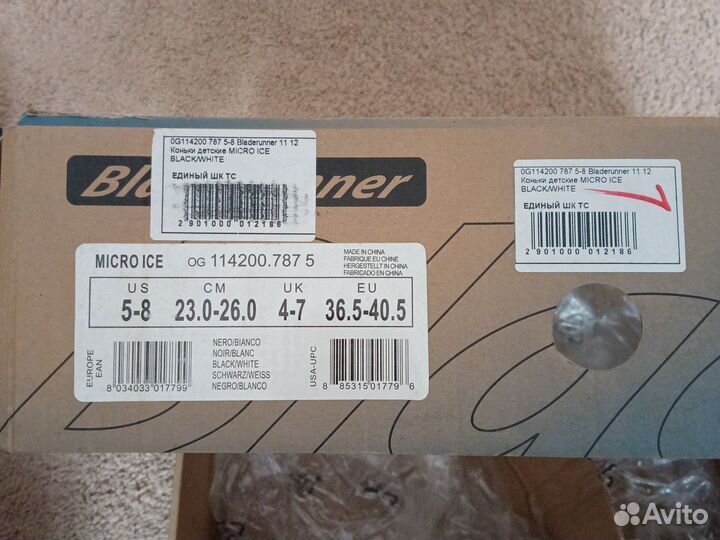 0G114200 787 5-8 Bladerunner 11 12
Коньки детские MICRO ICE
BLACK/WHITE
ЕДИНЫЙ ШК ТС
2 901000 012186
0G114200 787 5-8 Bladerunner 11 12
Коньки детские MICRO ICE
BLACK/WHITE
ЕДИНЫЙ ШК ТС
2 901000 012186
MICRO ICE OG 114200.787 5
MADE IN CHINA
FABRIQUE EU CHINE
HERGESTELLT IN CHINA
FABRICADO EN CHINA
US CM UK EU
5-8 23.0-26.0 4-7 36.5-40.5
EUROPE
EAN
8 034033 017799
NERO/BIANCO
NOIR/BLANC
BLACK/WHITE
SCHWARZ/WEISS
NEGRO/BLANCO
USA-UPC
8 85315 01779 6
Avito